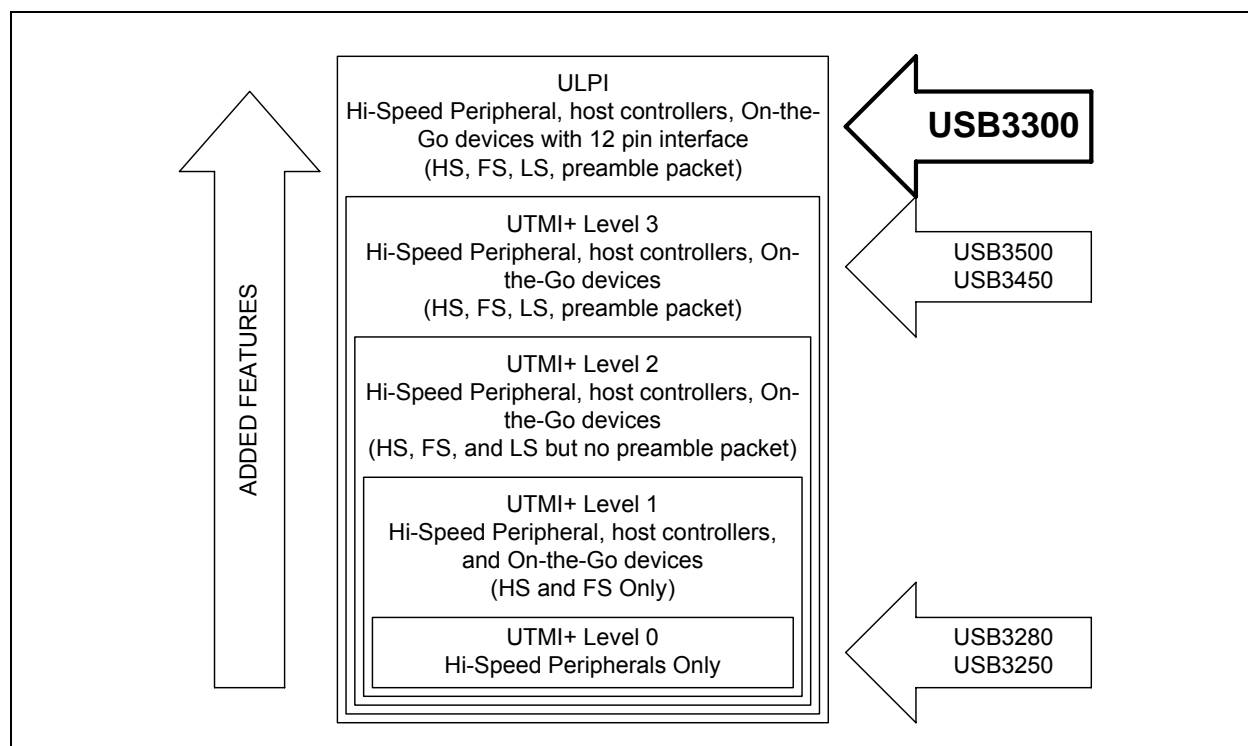 ULPI
Hi-Speed Peripheral, host controllers, On-the-
Go devices with 12 pin interface
(HS, FS, LS, preamble packet)
USB3300
UTMI+ Level 3
Hi-Speed Peripheral, host controllers, On-
the-Go devices
(HS, FS, LS, preamble packet)
USB3500
USB3450
ADDED FEATURES
UTMI+ Level 2
Hi-Speed Peripheral, host controllers, On-
the-Go devices
(HS, FS, and LS but no preamble packet)
UTMI+ Level 1
Hi-Speed Peripheral, host controllers,
and On-the-Go devices
(HS and FS Only)
UTMI+ Level 0
Hi-Speed Peripherals Only
USB3280
USB3250